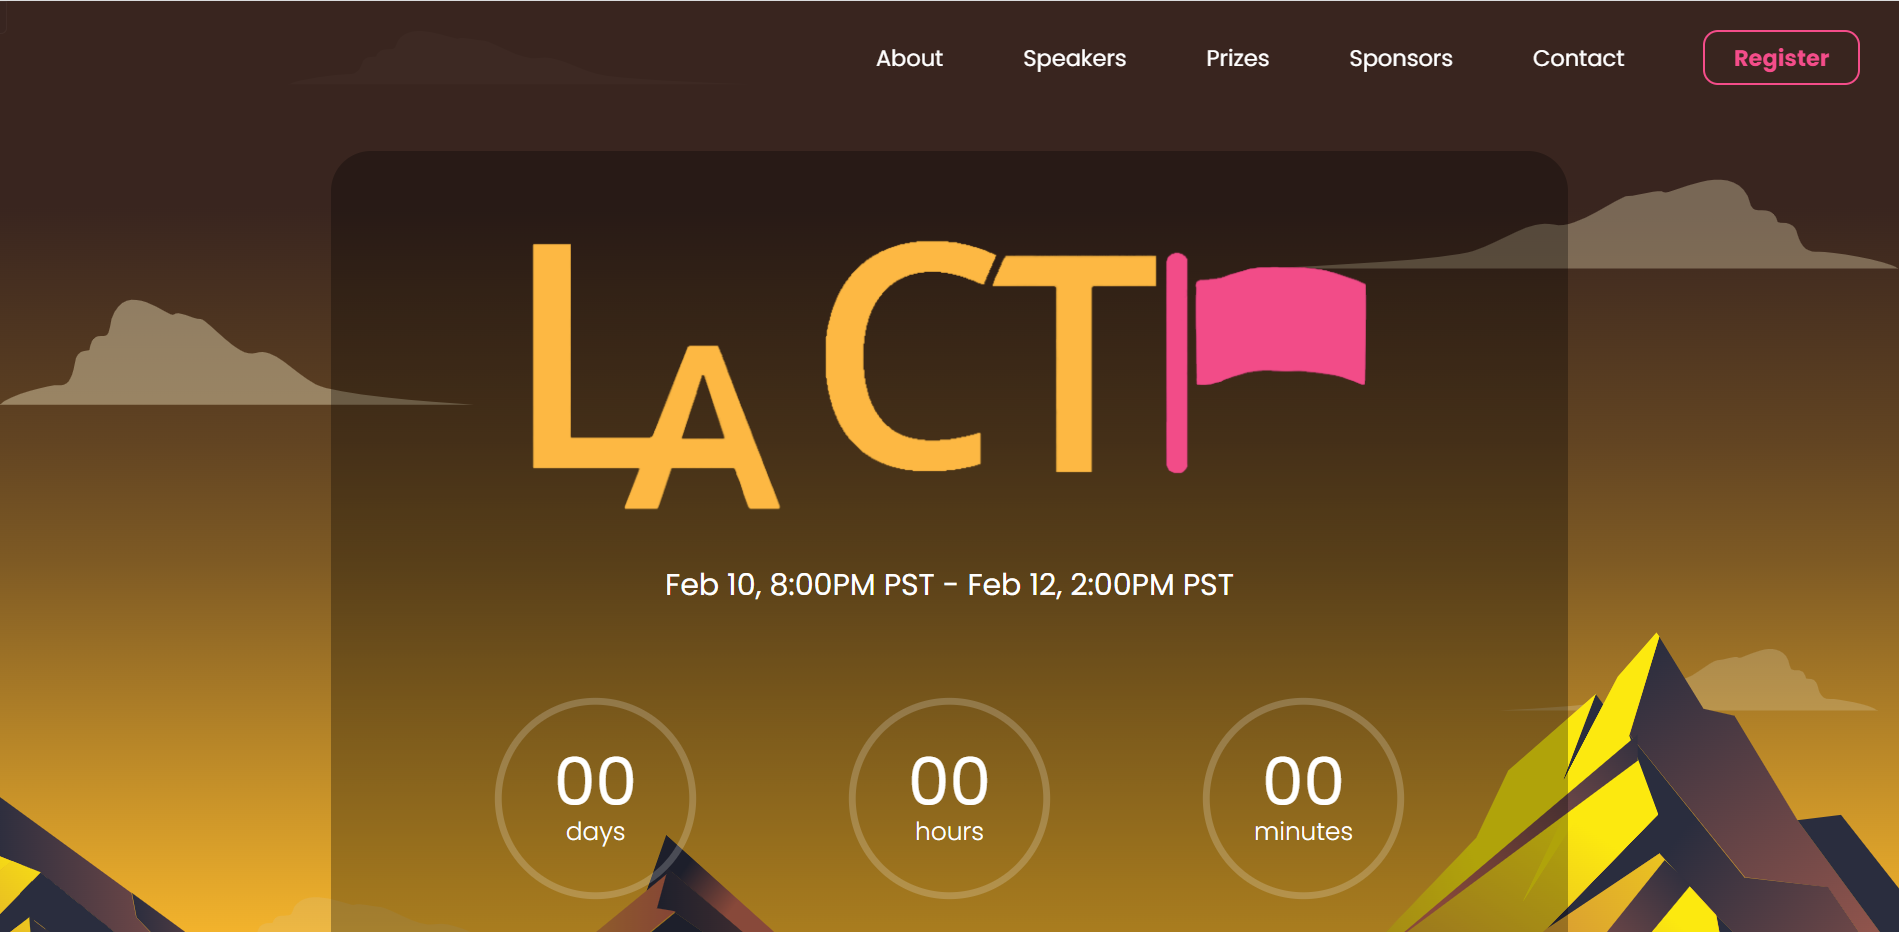 About Speakers Prizes Sponsors Contact Register
LA CT
Feb 10, 8:00PM PST - Feb 12, 2:00PM PST
00 00 00
days hours minutes